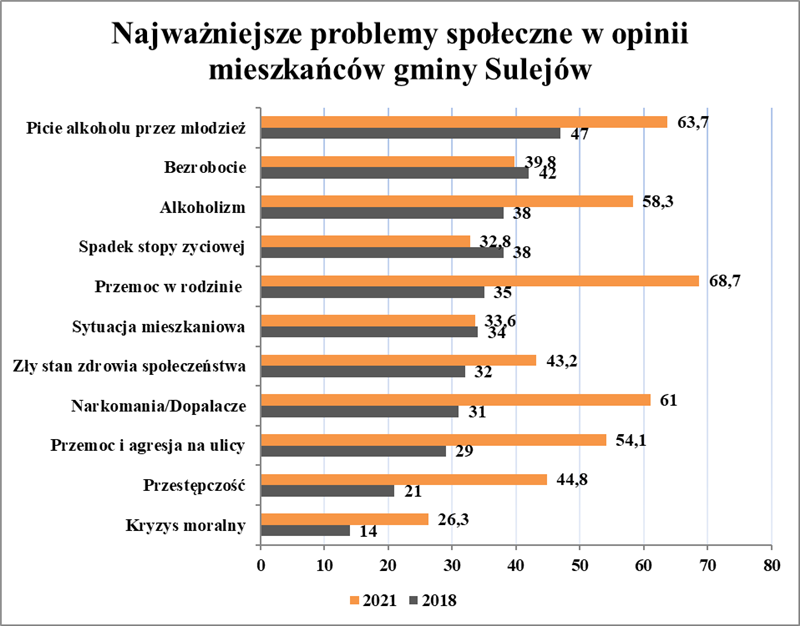 Najważniejsze problemy społeczne w opinii
mieszkańców gminy Sulejów
Picie alkoholu przez młodzież
63,7
47
Bezrobocie
39,8
42
Alkoholizm
58,3
38
Spadek stopy zyciowej
32,8
38
Przemoc w rodzinie
68,7
35
Sytuacja mieszkaniowa
33,6
34
Zły stan zdrowia społeczeństwa
43,2
32
Narkomania/Dopalacze
61
31
Przemoc i agresja na ulicy
54,1
29
Przestępczość
44,8
21
Kryzys moralny
26,3
14
0 10 20 30 40 50 60 70 80
2021 2018